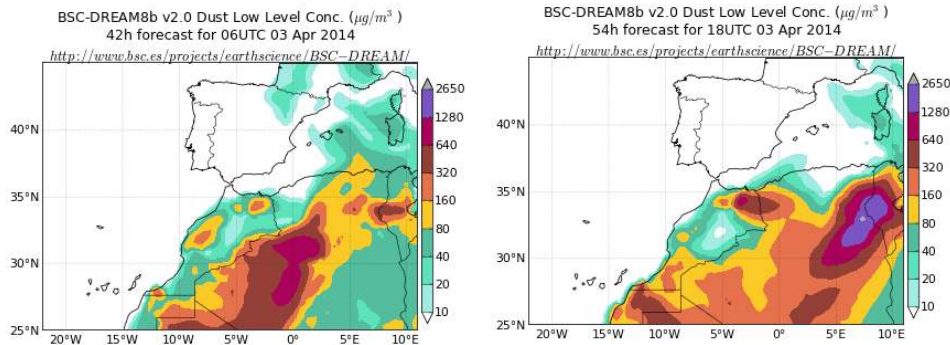 BSC-DREAM8b v2.0 Dust Low Level Conc. (μg/m³ )
42h forecast for 06UTC 03 Apr 2014
http://www.bsc.es/projects/earthscience/BSC−DREAM/
40°N
35°N
30°N
25°N
20°W
15°W
10°W
5°W
0°
5°E
10°E
2650
1280
640
320
160
80
40
20
10
BSC-DREAM8b v2.0 Dust Low Level Conc. (μg/m³ )
54h forecast for 18UTC 03 Apr 2014
http://www.bsc.es/projects/earthscience/BSC−DREAM/
40°N
35°N
30°N
25°N
20°W
15°W
10°W
5°W
0°
5°E
10°E
2650
1280
640
320
160
80
40
20
10